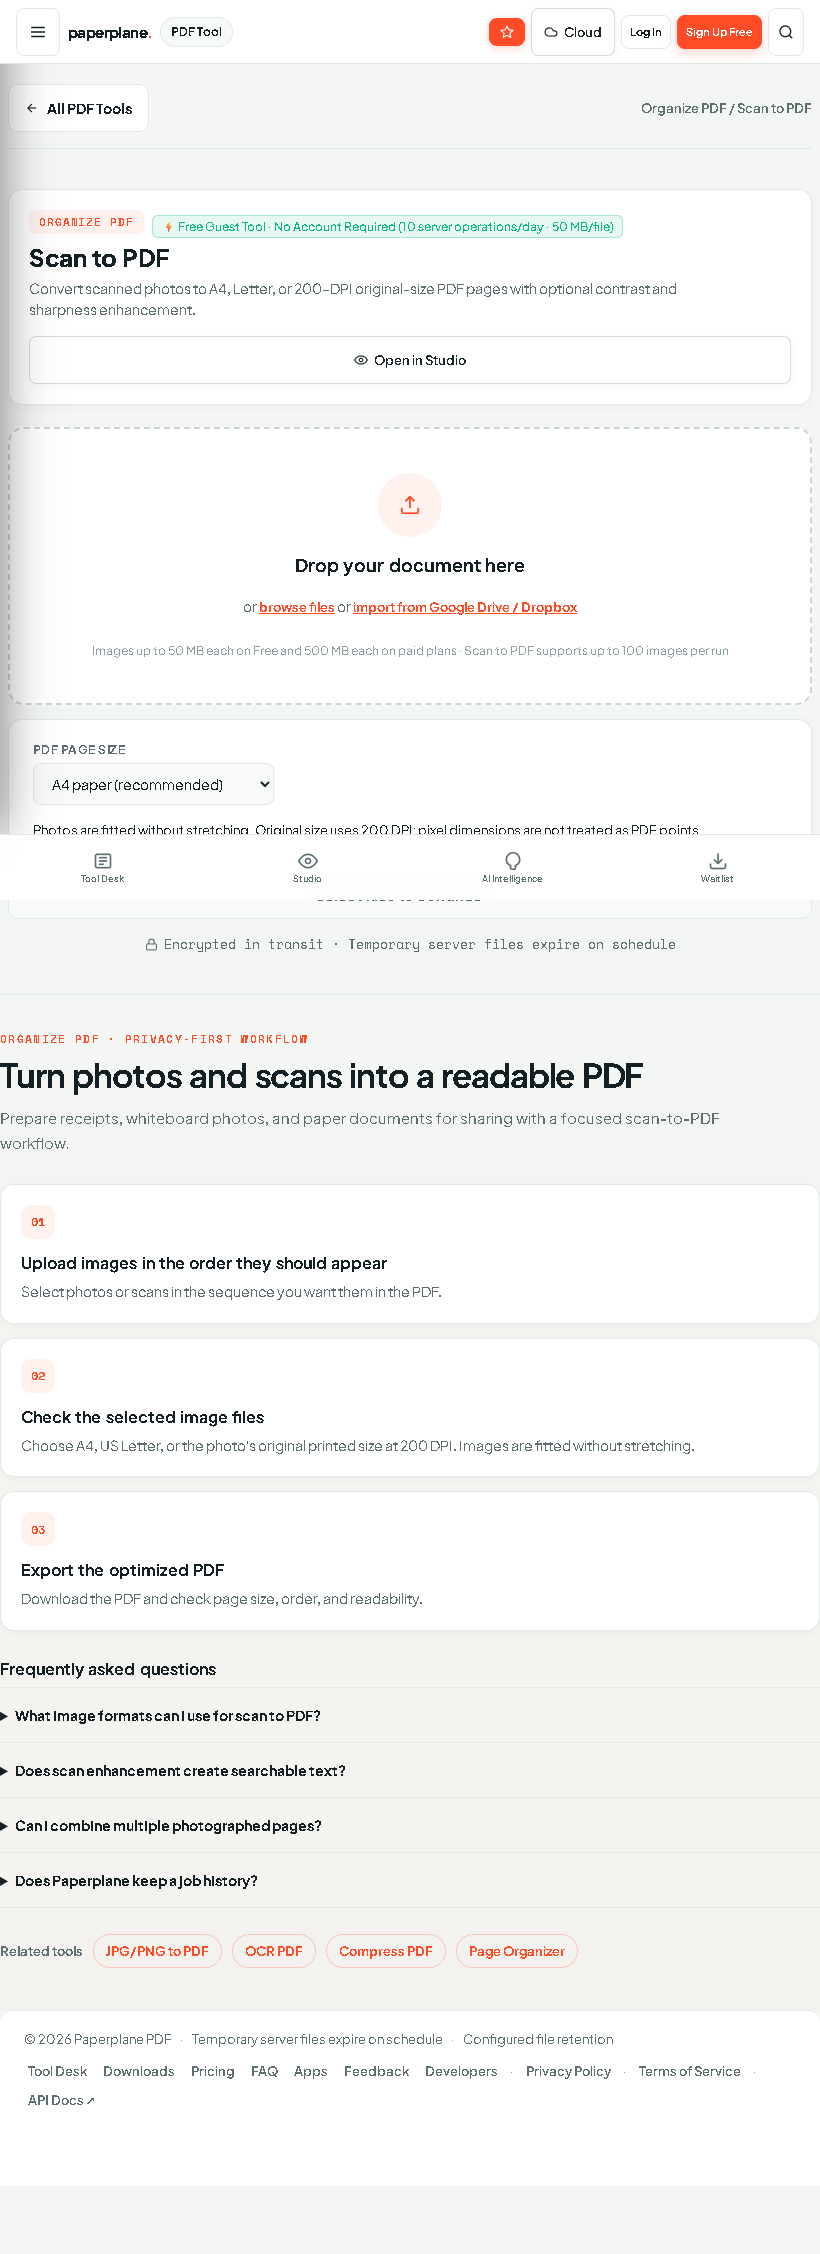 paperplane.
PDF Tool
Cloud
Log In
Sign Up Free
All PDF Tools
Organize PDF / Scan to PDF
ORGANIZE PDF
Free Guest Tool · No Account Required (10 server operations/day · 50 MB/file)
Scan to PDF
Convert scanned photos to A4, Letter, or 200-DPI original-size PDF pages with optional contrast and
sharpness enhancement.
Open in Studio
Drop your document here
or browse files or import from Google Drive / Dropbox
Images up to 50 MB each on Free and 500 MB each on paid plans · Scan to PDF supports up to 100 images per run
PDF PAGE SIZE
A4 paper (recommended)
Photos are fitted without stretching. Original size uses 200 DPI; pixel dimensions are not treated as PDF points.
Tool Desk
Studio
AI Intelligence
Waitlist
Encrypted in transit · Temporary server files expire on schedule
ORGANIZE PDF · PRIVACY-FIRST WORKFLOW
Turn photos and scans into a readable PDF
Prepare receipts, whiteboard photos, and paper documents for sharing with a focused scan-to-PDF
workflow.
01
Upload images in the order they should appear
Select photos or scans in the sequence you want them in the PDF.
02
Check the selected image files
Choose A4, US Letter, or the photo's original printed size at 200 DPI. Images are fitted without stretching.
03
Export the optimized PDF
Download the PDF and check page size, order, and readability.
Frequently asked questions
What image formats can I use for scan to PDF?
Does scan enhancement create searchable text?
Can I combine multiple photographed pages?
Does Paperplane keep a job history?
Related tools
JPG/PNG to PDF
OCR PDF
Compress PDF
Page Organizer
© 2026 Paperplane PDF · Temporary server files expire on schedule · Configured file retention
Tool Desk Downloads Pricing FAQ Apps Feedback Developers · Privacy Policy · Terms of Service ·
API Docs ↗